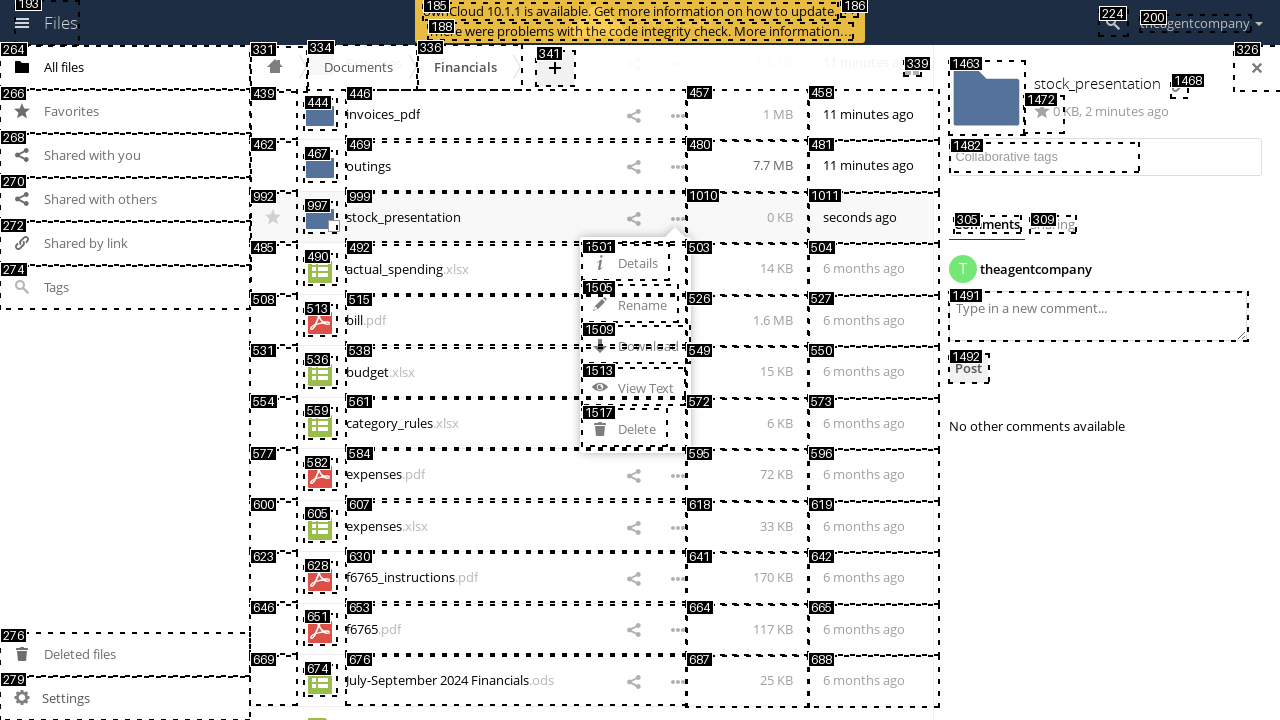 193
Files
185
Cloud 10.1.1 is available. Get more information on how to update.
186
188
were problems with the code integrity check. More information...
224
200
theagentcompany
264
All files
266
Favorites
268
Shared with you
270
Shared with others
272
Shared by link
274
Tags
276
Deleted files
279
Settings
331
334
Documents
336
Financials
341
+
11 minutes ago
339
326
439
444
446
invoices_pdf
457
1 MB
458
11 minutes ago
462
467
469
outings
480
7.7 MB
481
11 minutes ago
992
997
999
stock_presentation
1010
0 KB
1011
seconds ago
485
490
492
actual_spending.xlsx
503
14 KB
504
6 months ago
508
513
515
bill.pdf
526
1.6 MB
527
6 months ago
531
536
538
budget.xlsx
549
15 KB
550
6 months ago
554
559
561
category_rules.xlsx
572
6 KB
573
6 months ago
577
582
584
expenses.pdf
595
72 KB
596
6 months ago
600
605
607
expenses.xlsx
618
33 KB
619
6 months ago
623
628
630
f6765_instructions.pdf
641
170 KB
642
6 months ago
646
651
653
f6765.pdf
664
117 KB
665
6 months ago
669
674
676
July-September 2024 Financials.ods
687
25 KB
688
6 months ago
1501
Details
1505
Rename
1509
Download
1513
View Text
1517
Delete
1463
stock_presentation
1468
1472
0 KB, 2 minutes ago
1482
Collaborative tags
305
Comments
309
Sharing
T
theagentcompany
1491
Type in a new comment...
1492
Post
No other comments available